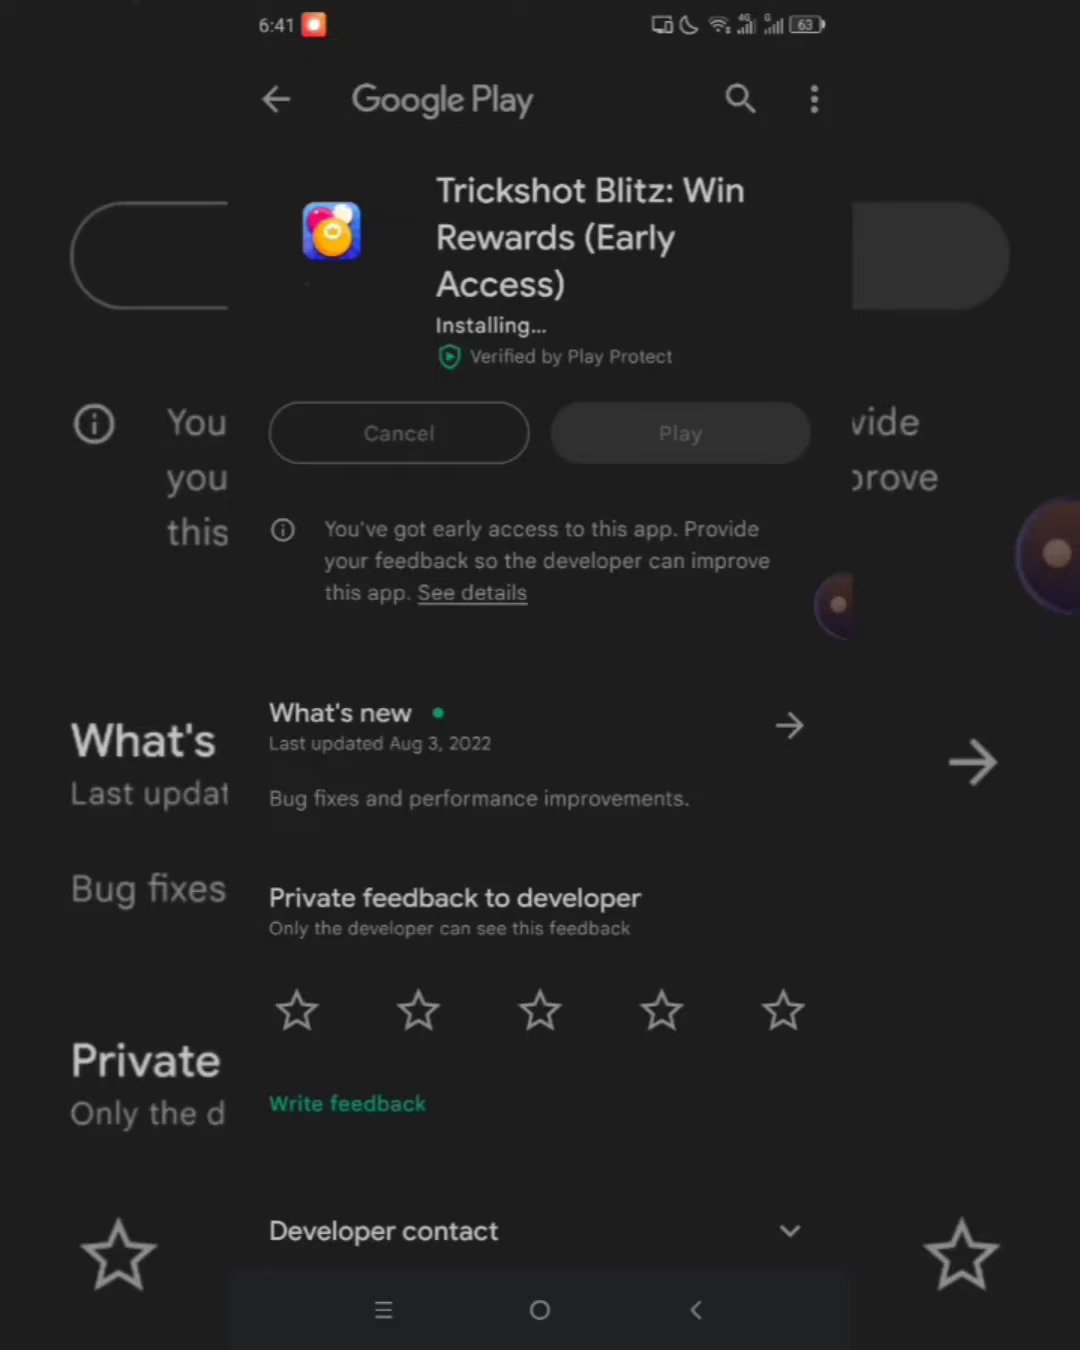 6:41
4G
G
63
Google Play
Trickshot Blitz: Win
Rewards (Early
Access)
Installing...
Verified by Play Protect
Cancel
Play
You've got early access to this app. Provide
your feedback so the developer can improve
this app. See details
What's new
Last updated Aug 3, 2022
Bug fixes and performance improvements.
Private feedback to developer
Only the developer can see this feedback
Write feedback
Developer contact
You
you
this
vide
prove
What's
Last updat
Bug fixes
Private
Only the d